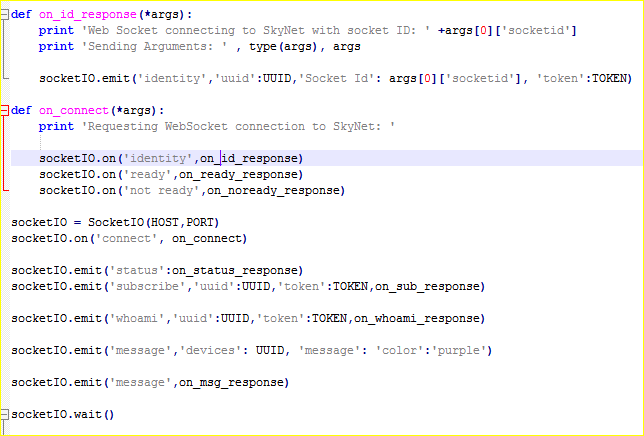 def on_id_response(*args):
    print 'Web Socket connecting to SkyNet with socket ID: ' +args[0]['socketid']
    print 'Sending Arguments: ' , type(args), args
    socketIO.emit('identity','uuid':UUID,'Socket Id': args[0]['socketid'], 'token':TOKEN)
def on_connect(*args):
    print 'Requesting WebSocket connection to SkyNet: '
    socketIO.on('identity',on_id_response)
    socketIO.on('ready',on_ready_response)
    socketIO.on('not ready',on_noready_response)
socketIO = SocketIO(HOST,PORT)
socketIO.on('connect', on_connect)
socketIO.emit('status':on_status_response)
socketIO.emit('subscribe','uuid':UUID,'token':TOKEN,on_sub_response)
socketIO.emit('whoami','uuid':UUID,'token':TOKEN,on_whoami_response)
socketIO.emit('message','devices': UUID, 'message': 'color':'purple')
socketIO.emit('message',on_msg_response)
socketIO.wait()